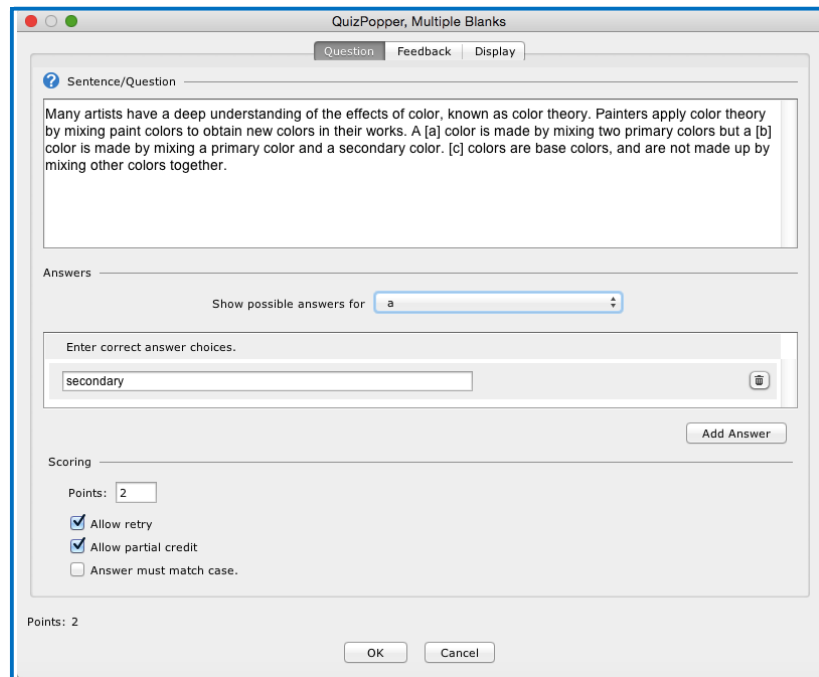 QuizPopper, Multiple Blanks
Question Feedback Display
? Sentence/Question
Many artists have a deep understanding of the effects of color, known as color theory. Painters apply color theory
by mixing paint colors to obtain new colors in their works. A [a] color is made by mixing two primary colors but a [b]
color is made by mixing a primary color and a secondary color. [c] colors are base colors, and are not made up by
mixing other colors together.
Answers
Show possible answers for a
Enter correct answer choices.
secondary
Add Answer
Scoring
Points: 2
Allow retry
Allow partial credit
Answer must match case.
Points: 2
OK Cancel